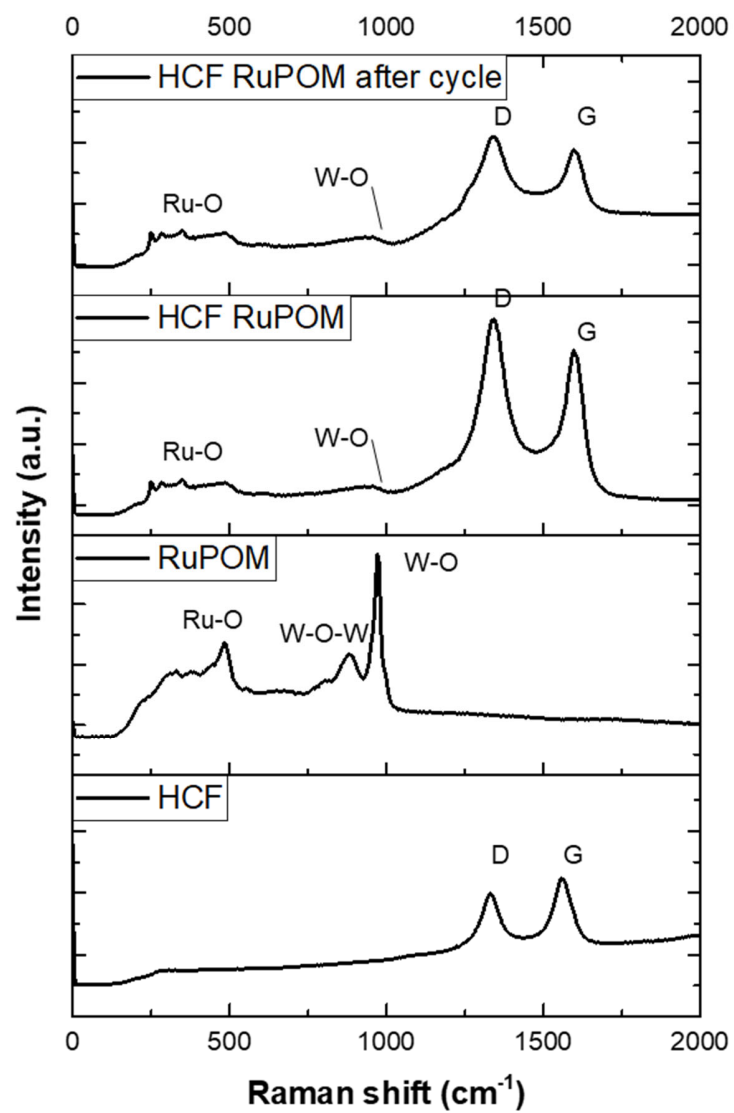 0 500 1000 1500 2000
HCF RuPOM after cycle
D G
W-O
Ru-O
HCF RuPOM
D
G
W-O
Ru-O
RuPOM
W-O
Ru-O
W-O-W
HCF
D G
0 500 1000 1500 2000
Raman shift (cm-1)
Intensity (a.u.)